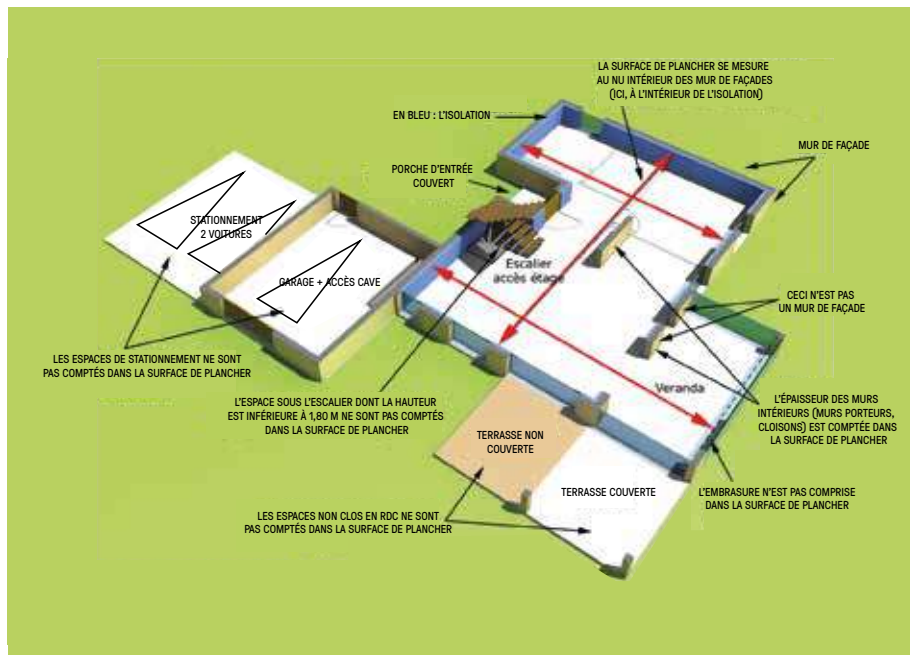 LA SURFACE DE PLANCHER SE MESURE
AU NU INTÉRIEUR DES MUR DE FAÇADES
(ICI, À L'INTÉRIEUR DE L'ISOLATION)
EN BLEU : L'ISOLATION
MUR DE FAÇADE
PORCHE D'ENTRÉE
COUVERT
STATIONNEMENT
2 VOITURES
GARAGE + ACCÈS CAVE
Escalier
accès étage
CECI N'EST PAS
UN MUR DE FAÇADE
LES ESPACES DE STATIONNEMENT NE SONT
PAS COMPTÉS DANS LA SURFACE DE PLANCHER
Veranda
L'ESPACE SOUS L'ESCALIER DONT LA HAUTEUR
EST INFÉRIEURE À 1,80 M NE SONT PAS COMPTÉS
DANS LA SURFACE DE PLANCHER
L'ÉPAISSEUR DES MURS
INTÉRIEURS (MURS PORTEURS,
CLOISONS) EST COMPTÉE DANS
LA SURFACE DE PLANCHER
TERRASSE NON
COUVERTE
TERRASSE COUVERTE
L'EMBRASURE N'EST PAS COMPRISE
DANS LA SURFACE DE PLANCHER
LES ESPACES NON CLOS EN RDC NE SONT
PAS COMPTÉS DANS LA SURFACE DE PLANCHER